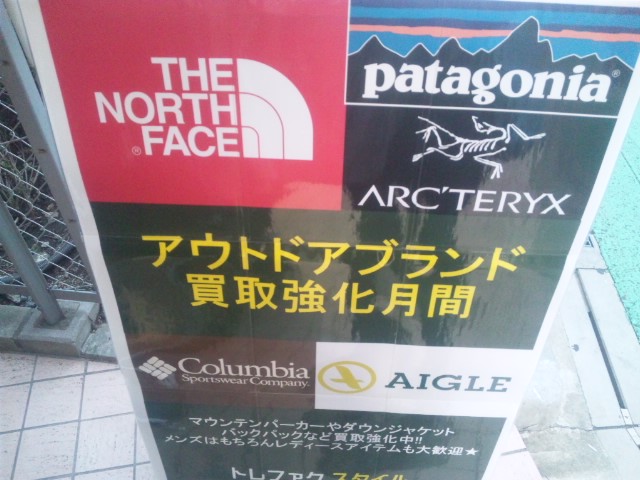 THE
NORTH
FACE
®
patagonia®
ARC'TERYX
アウトドアブランド
買取強化月間
Columbia
Sportswear Company
AIGLE
マウンテンパーカーやダウンジャケット
バックパックなど買取強化中!!
メンズはもちろんレディースアイテムも大歓迎★
トレファクスタイル